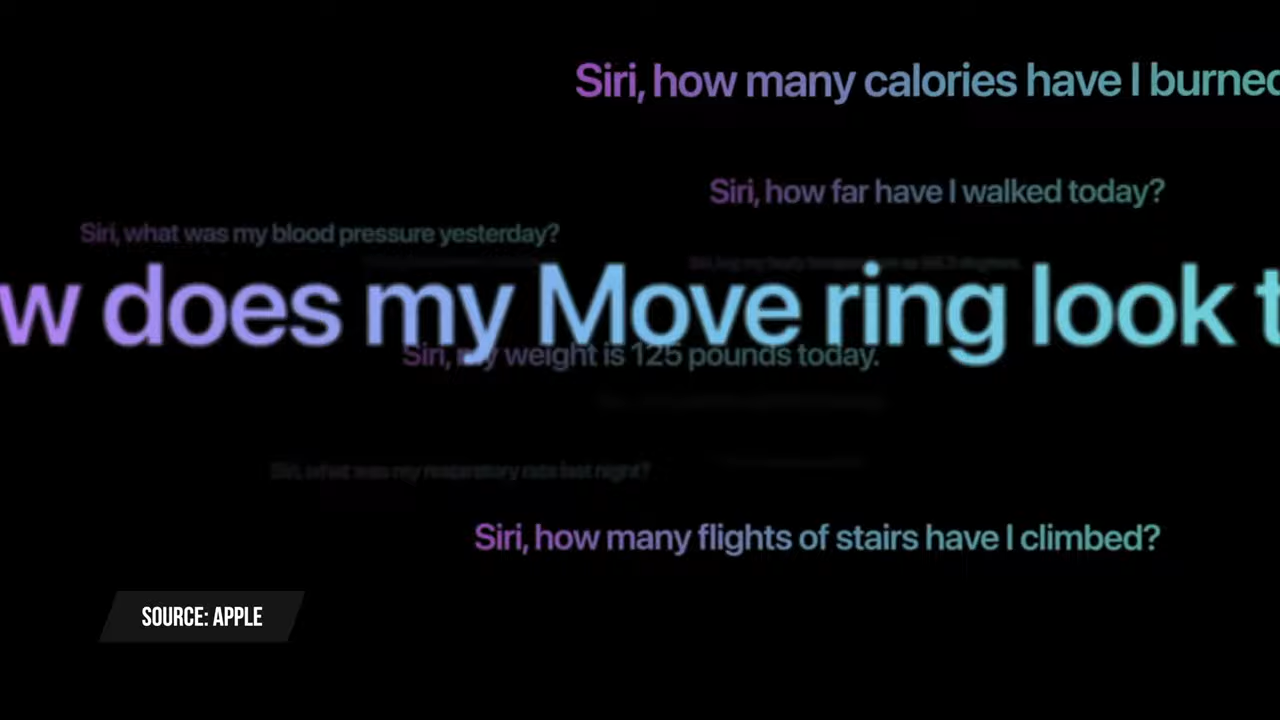 Siri, how many calories have I burned
Siri, how far have I walked today?
Siri, what was my blood pressure yesterday?
w does my Move ring look t
Siri, my weight is 125 pounds today.
Siri, what was my respiratory rate last night?
Siri, how many flights of stairs have I climbed?
SOURCE: APPLE